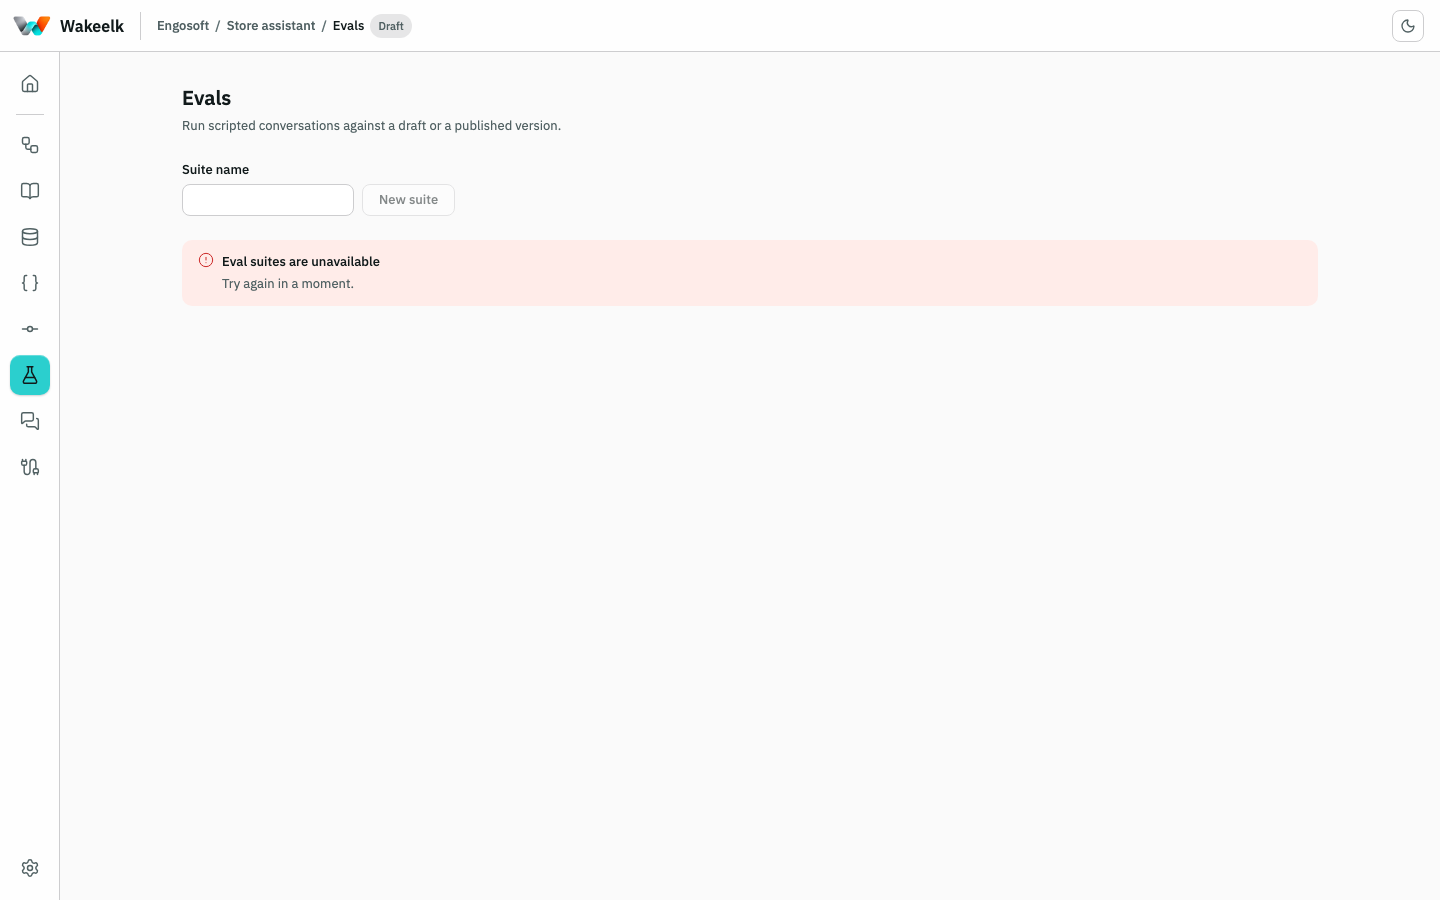 Wakeelk
Engosoft / Store assistant / Evals Draft
Evals
Run scripted conversations against a draft or a published version.
Suite name
New suite
Eval suites are unavailable
Try again in a moment.